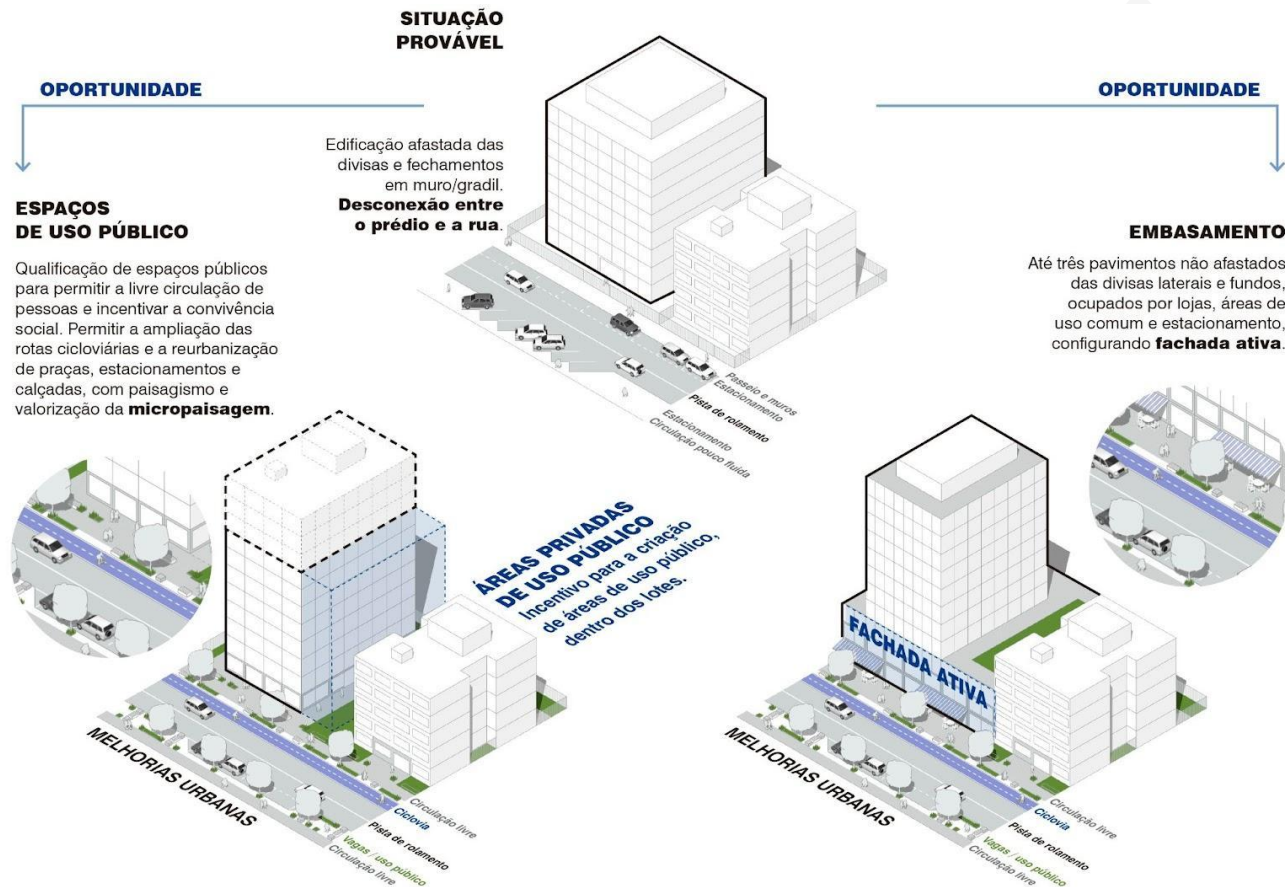 SITUAÇÃO
PROVÁVEL
Edificação afastada das
divisas e fechamentos
em muro/gradil.
Desconexão entre
o prédio e a rua.
Passeio e muros
Estacionamento
Pista de rolamento
Estacionamento
Circulação pouco fluida
OPORTUNIDADE
ESPAÇOS
DE USO PÚBLICO
Qualificação de espaços públicos
para permitir a livre circulação de
pessoas e incentivar a convivência
social. Permitir a ampliação das
rotas cicloviárias e a reurbanização
de praças, estacionamentos e
calçadas, com paisagismo e
valorização da micropaisagem.
ÁREAS PRIVADAS
DE USO PÚBLICO
Incentivo para a criação
de áreas de uso público,
dentro dos lotes.
MELHORIAS URBANAS
Circulação livre
Ciclovia
Pista de rolamento
Vagas / uso público
Circulação livre
OPORTUNIDADE
EMBASAMENTO
Até três pavimentos não afastados
das divisas laterais e fundos,
ocupados por lojas, áreas de
uso comum e estacionamento,
configurando fachada ativa.
FACHADA ATIVA
MELHORIAS URBANAS
Circulação livre
Ciclovia
Pista de rolamento
Vagas / uso público
Circulação livre